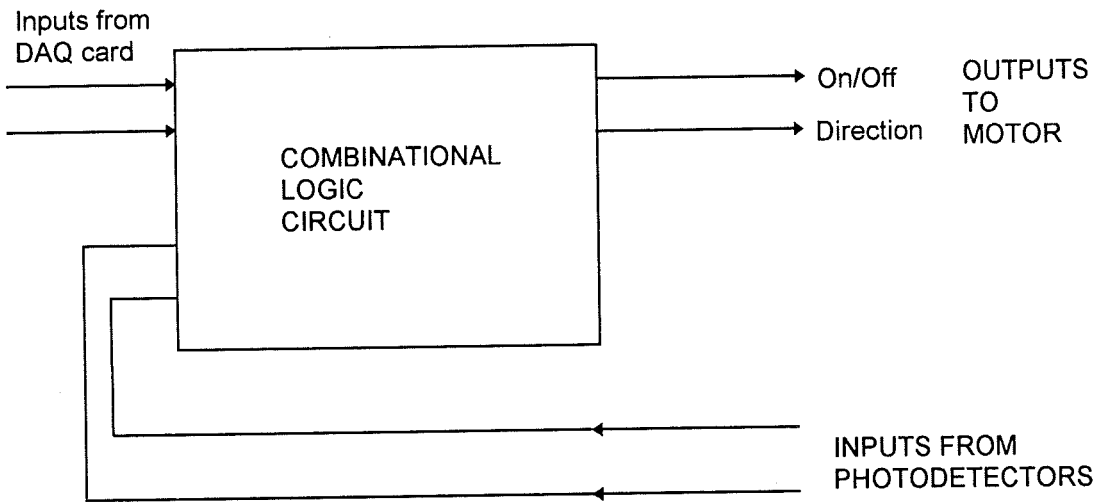 Inputs from
DAQ card
COMBINATIONAL
LOGIC
CIRCUIT
On/Off
Direction
OUTPUTS
TO
MOTOR
INPUTS FROM
PHOTODETECTORS